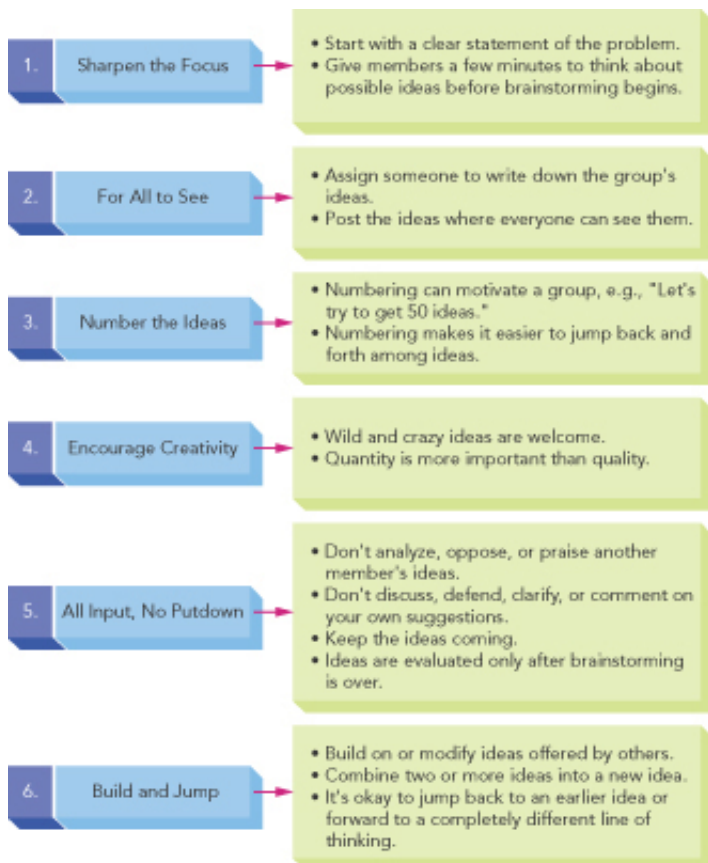 1. Sharpen the Focus
• Start with a clear statement of the problem.
• Give members a few minutes to think about
possible ideas before brainstorming begins.
2. For All to See
• Assign someone to write down the group's
ideas.
• Post the ideas where everyone can see them.
3. Number the Ideas
• Numbering can motivate a group, e.g., "Let's
try to get 50 ideas."
• Numbering makes it easier to jump back and
forth among ideas.
4. Encourage Creativity
• Wild and crazy ideas are welcome.
• Quantity is more important than quality.
5. All Input, No Putdown
• Don't analyze, oppose, or praise another
member's ideas.
• Don't discuss, defend, clarify, or comment on
your own suggestions.
• Keep the ideas coming.
• Ideas are evaluated only after brainstorming
is over.
6. Build and Jump
• Build on or modify ideas offered by others.
• Combine two or more ideas into a new idea.
• It's okay to jump back to an earlier idea or
forward to a completely different line of
thinking.